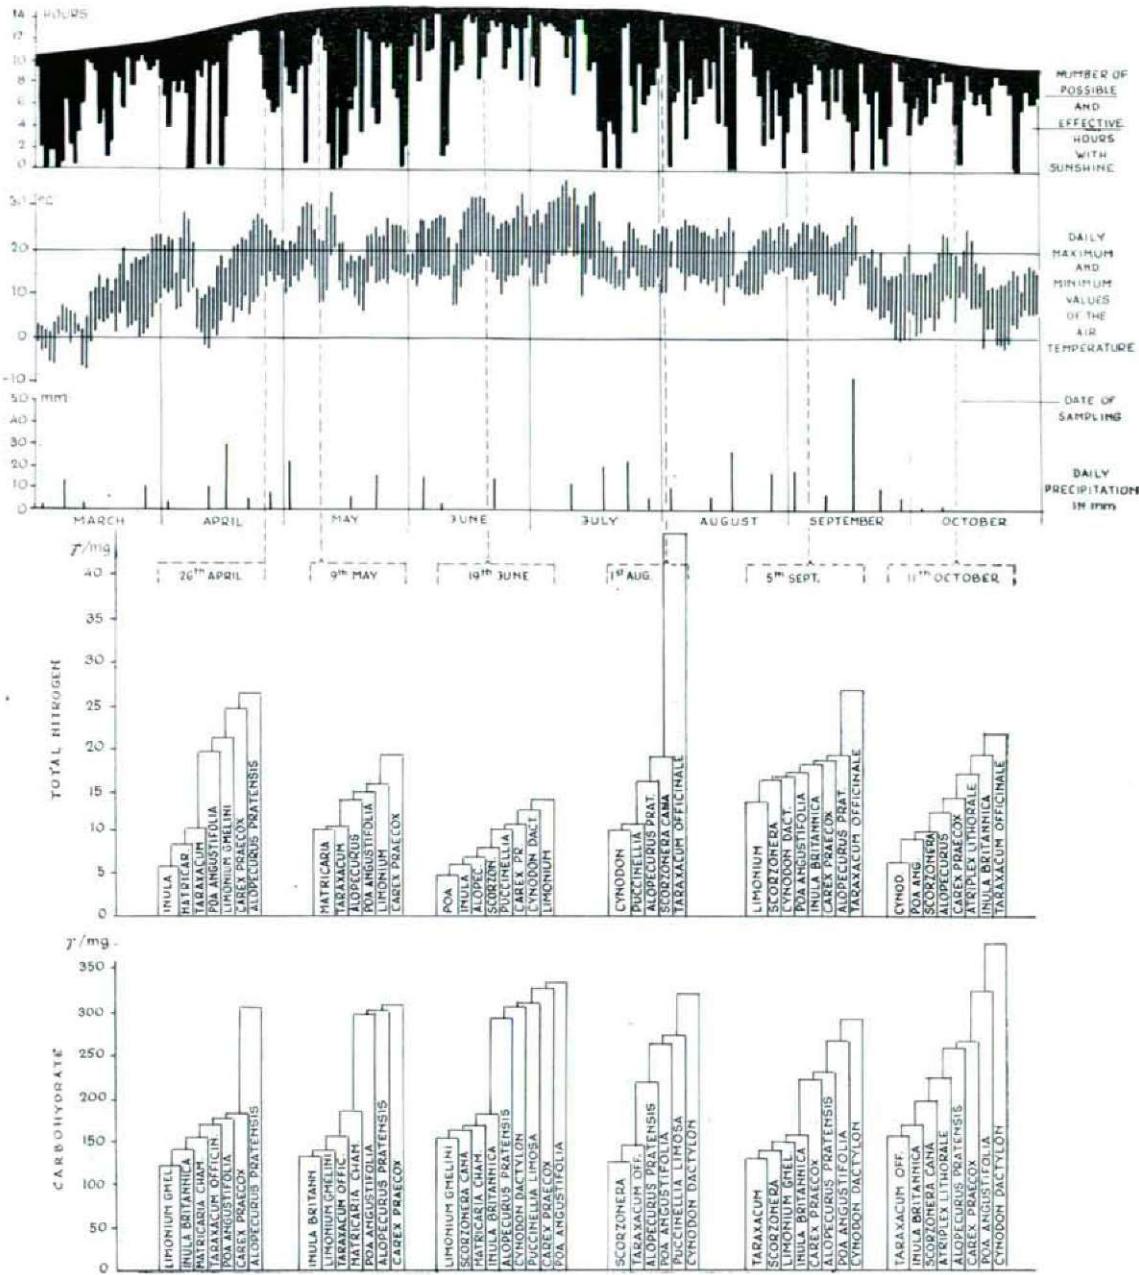 14 HOURS
12
10
8
6
4
2
0
NUMBER OF
POSSIBLE
AND
EFFECTIVE
HOURS
WITH
SUNSHINE
20
10
0
-10
DAILY
MAXIMUM
AND
MINIMUM
VALUES
OF THE
AIR
TEMPERATURE
50 mm
40
30
20
10
0
DATE OF
SAMPLING
DAILY
PRECIPITATION
IN mm
MARCH APRIL MAY JUNE JULY AUGUST SEPTEMBER OCTOBER
γ/mg
26th APRIL 9th MAY 19th JUNE 1st AUG. 5th SEPT. 11th OCTOBER
TOTAL NITROGEN
40
35
30
25
20
15
10
5
0
INULA
MATRICAR
TARAXACUM
POA ANGUSTIFOLIA
LIMONIUM GMELINI
CAREX PRAECOX
ALOPECURUS PRATENSIS
MATRICARIA
TARAXACUM
ALOPECURUS
POA ANGUSTIFOLIA
LIMONIUM
CAREX PRAECOX
POA
INULA
ALOPEC.
SCORZON
PUCCINELLIA
CAREX PR
CYNODON DACT.
LIMONIUM
CYNODON
PUCCINELLIA
ALOPECURUS PRAT.
SCORZONERA CANA
TARAXACUM OFFICINALE
LIMONIUM
SCORZONERA
CYNODON DACT.
POA ANGUSTIFOLIA
INULA BRITANNICA
CAREX PRAECOX
ALOPECURUS PRAT.
TARAXACUM OFFICINALE
CYNOD.
POA ANG.
SCORZONERA
ALOPECURUS
CAREX PRAECOX
ATRIPLEX LITHORALE
INULA BRITANNICA
TARAXACUM OFFICINALE
γ/mg
CARBOHYDRATE
350
300
250
200
150
100
50
0
LIMONIUM GMEL
INULA BRITANNICA
MATRICARIA CHAM.
TARAXACUM OFFICIN.
POA ANGUSTIFOLIA
CAREX PRAECOX
ALOPECURUS PRATENSIS
INULA BRITANN
LIMONIUM GMELINI
TARAXACUM OFFIC
MATRICARIA CHAM.
POA ANGUSTIFOLIA
ALOPECURUS PRATENSIS
CAREX PRAECOX
LIMONIUM GMELINI
SCORZONERA CANA
MATRICARIA CHAM.
INULA BRITANNICA
ALOPECURUS PRATENSIS
CYNODON DACTYLON
PUCCINELLIA LIMOSA
CAREX PRAECOX
POA ANGUSTIFOLIA
SCORZONERA
TARAXACUM OFF.
ALOPECURUS PRATENSIS
POA ANGUSTIFOLIA
PUCCINELLIA LIMOSA
CYNODON DACTYLON
TARAXACUM
SCORZONERA
LIMONIUM GMEL.
INULA BRITANNICA
CAREX PRAECOX
ALOPECURUS PRATENSIS
POA ANGUSTIFOLIA
CYNODON DACTYLON
TARAXACUM OFF.
INULA BRITANNICA
SCORZONERA CANA
ATRIPLEX LITHORALE
ALOPECURUS PRATENSIS
CAREX PRAECOX
POA ANGUSTIFOLIA
CYNODON DACTYLON